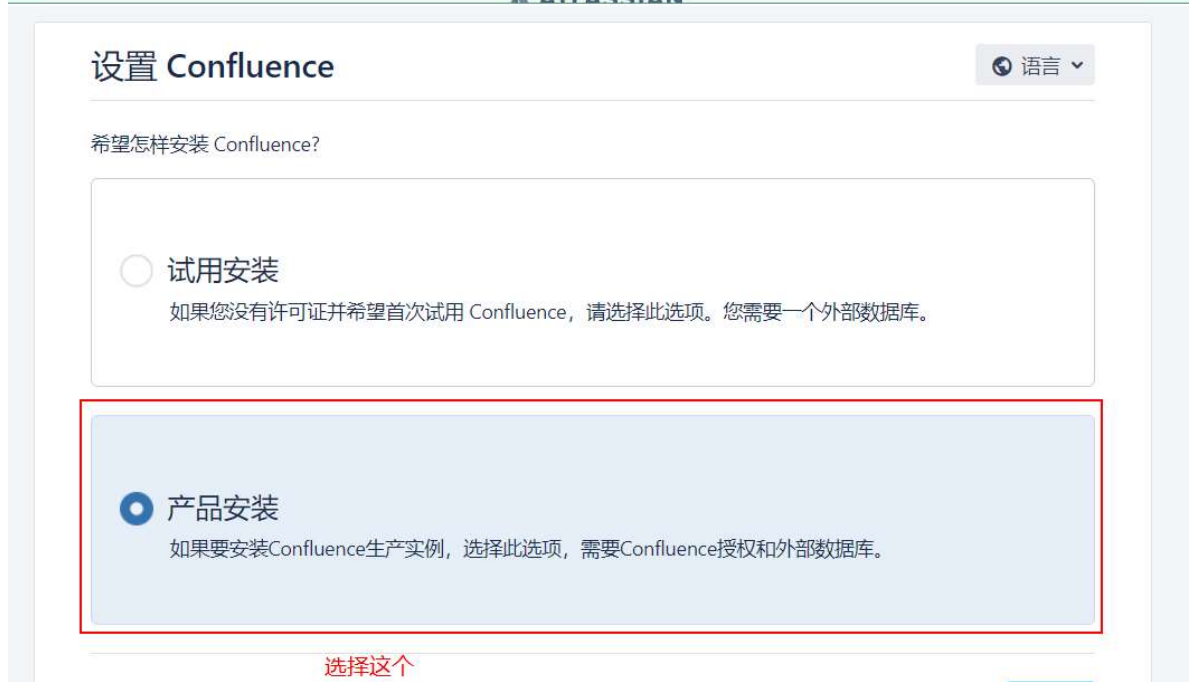 设置 Confluence
语言
希望怎样安装 Confluence?
试用安装
如果您没有许可证并希望首次试用 Confluence，请选择此选项。您需要一个外部数据库。
产品安装
如果要安装Confluence生产实例，选择此选项，需要Confluence授权和外部数据库。
选择这个